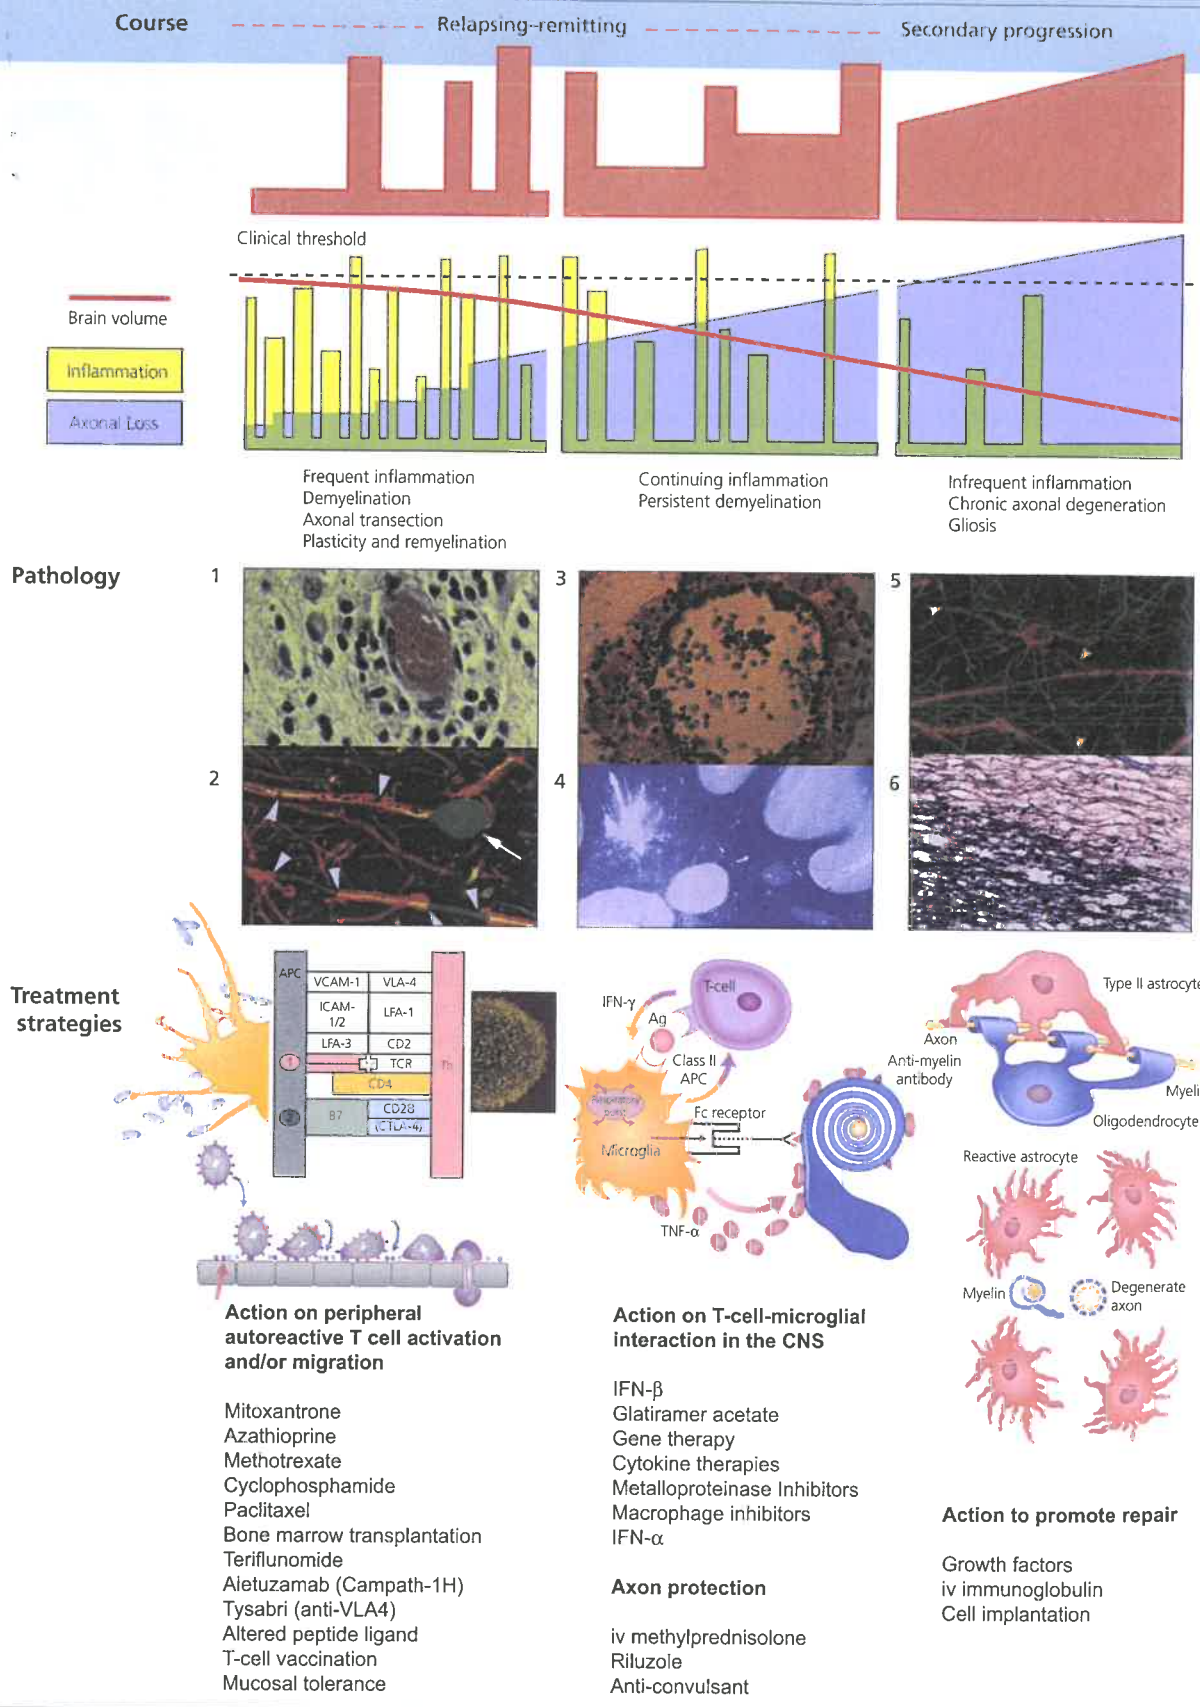 Course
Relapsing-remitting
Secondary progression
Clinical threshold
Brain volume
Inflammation
Axonal Loss
Frequent inflammation
Demyelination
Axonal transection
Plasticity and remyelination
Continuing inflammation
Persistent demyelination
Infrequent inflammation
Chronic axonal degeneration
Gliosis
Pathology
1
3
5
2
4
6
Treatment
strategies
APC
VCAM-1
VLA-4
ICAM-
1/2
LFA-1
LFA-3
CD2
1
TCR
Th
CD4
2
B7
CD28
(CTLA-4)
IFN-γ
T-cell
Ag
Class II
APC
Respiratory
burst
Microglia
Fc receptor
TNF-α
Anti-myelin
antibody
Type II astrocyte
Axon
Myeli
Oligodendrocyte
Reactive astrocyte
Myelin
Degenerate
axon
Action on peripheral
autoreactive T cell activation
and/or migration
Mitoxantrone
Azathioprine
Methotrexate
Cyclophosphamide
Paclitaxel
Bone marrow transplantation
Teriflunomide
Aletuzamab (Campath-1H)
Tysabri (anti-VLA4)
Altered peptide ligand
T-cell vaccination
Mucosal tolerance
Action on T-cell-microglial
interaction in the CNS
IFN-β
Glatiramer acetate
Gene therapy
Cytokine therapies
Metalloproteinase Inhibitors
Macrophage inhibitors
IFN-α
Axon protection
iv methylprednisolone
Riluzole
Anti-convulsant
Action to promote repair
Growth factors
iv immunoglobulin
Cell implantation